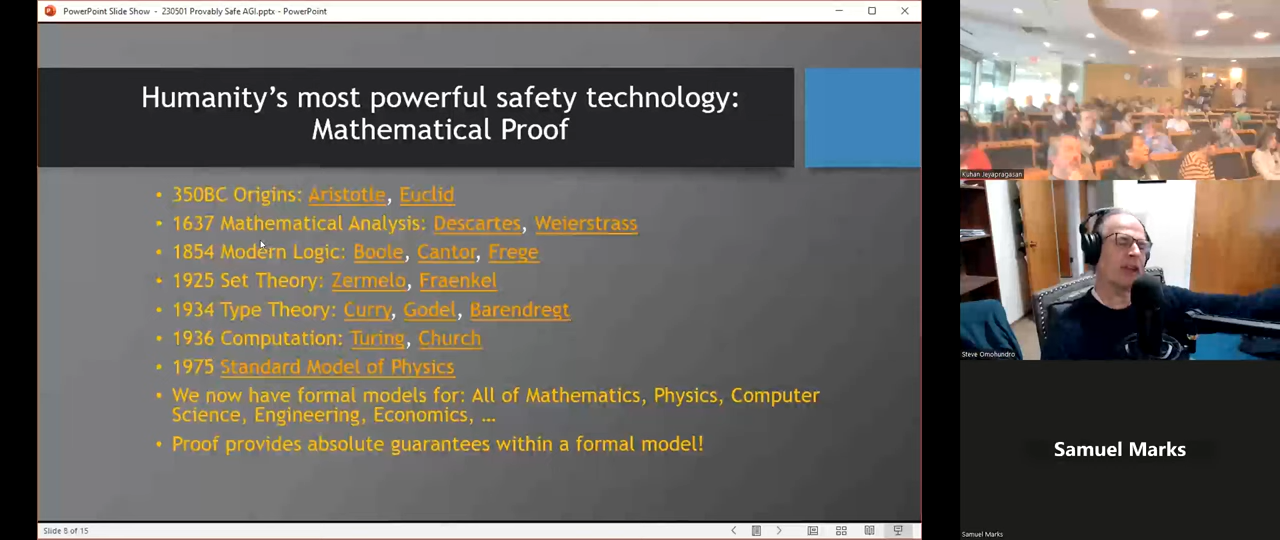 PowerPoint Slide Show - 230501 Provably Safe AGI.pptx - PowerPoint
Humanity's most powerful safety technology:
Mathematical Proof
• 350BC Origins: Aristotle, Euclid
• 1637 Mathematical Analysis: Descartes, Weierstrass
• 1854 Modern Logic: Boole, Cantor, Frege
• 1925 Set Theory: Zermelo, Fraenkel
• 1934 Type Theory: Curry, Godel, Barendregt
• 1936 Computation: Turing, Church
• 1975 Standard Model of Physics
• We now have formal models for: All of Mathematics, Physics, Computer
Science, Engineering, Economics, …
• Proof provides absolute guarantees within a formal model!
Slide 8 of 15
Kuhan Jeyapragasan
Steve Omohundro
Samuel Marks
Samuel Marks